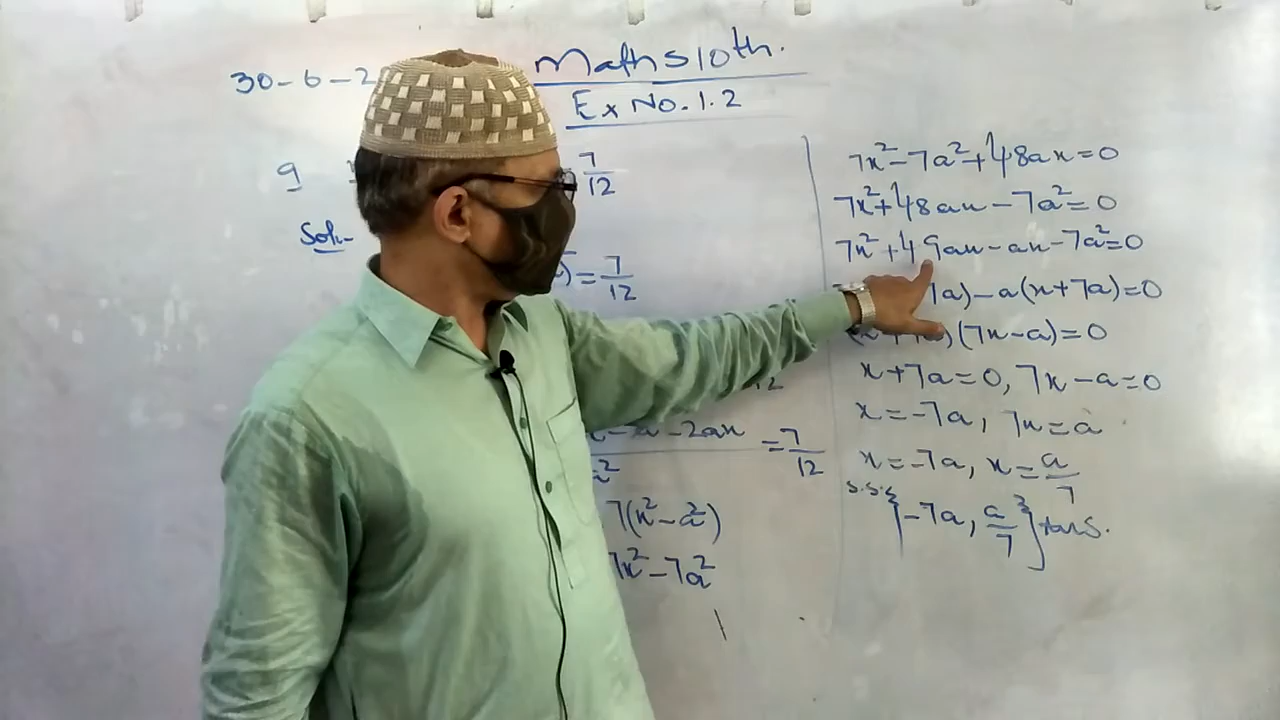 30-6-2
Maths 10th.
Ex No. 1.2
9
7/12
Sol:-
) = 7/12
12
-2ax = 7/12
7(x²-a²)
7x²-7a²
7x²-7a²+48ax=0
7x²+48ax-7a²=0
7x²+49ax-ax-7a²=0
7a)-a(x+7a)=0
)(7x-a)=0
x+7a=0, 7x-a=0
x=-7a, 7x=a
x=-7a, x=a/7
S.S {-7a, a/7} Ans.